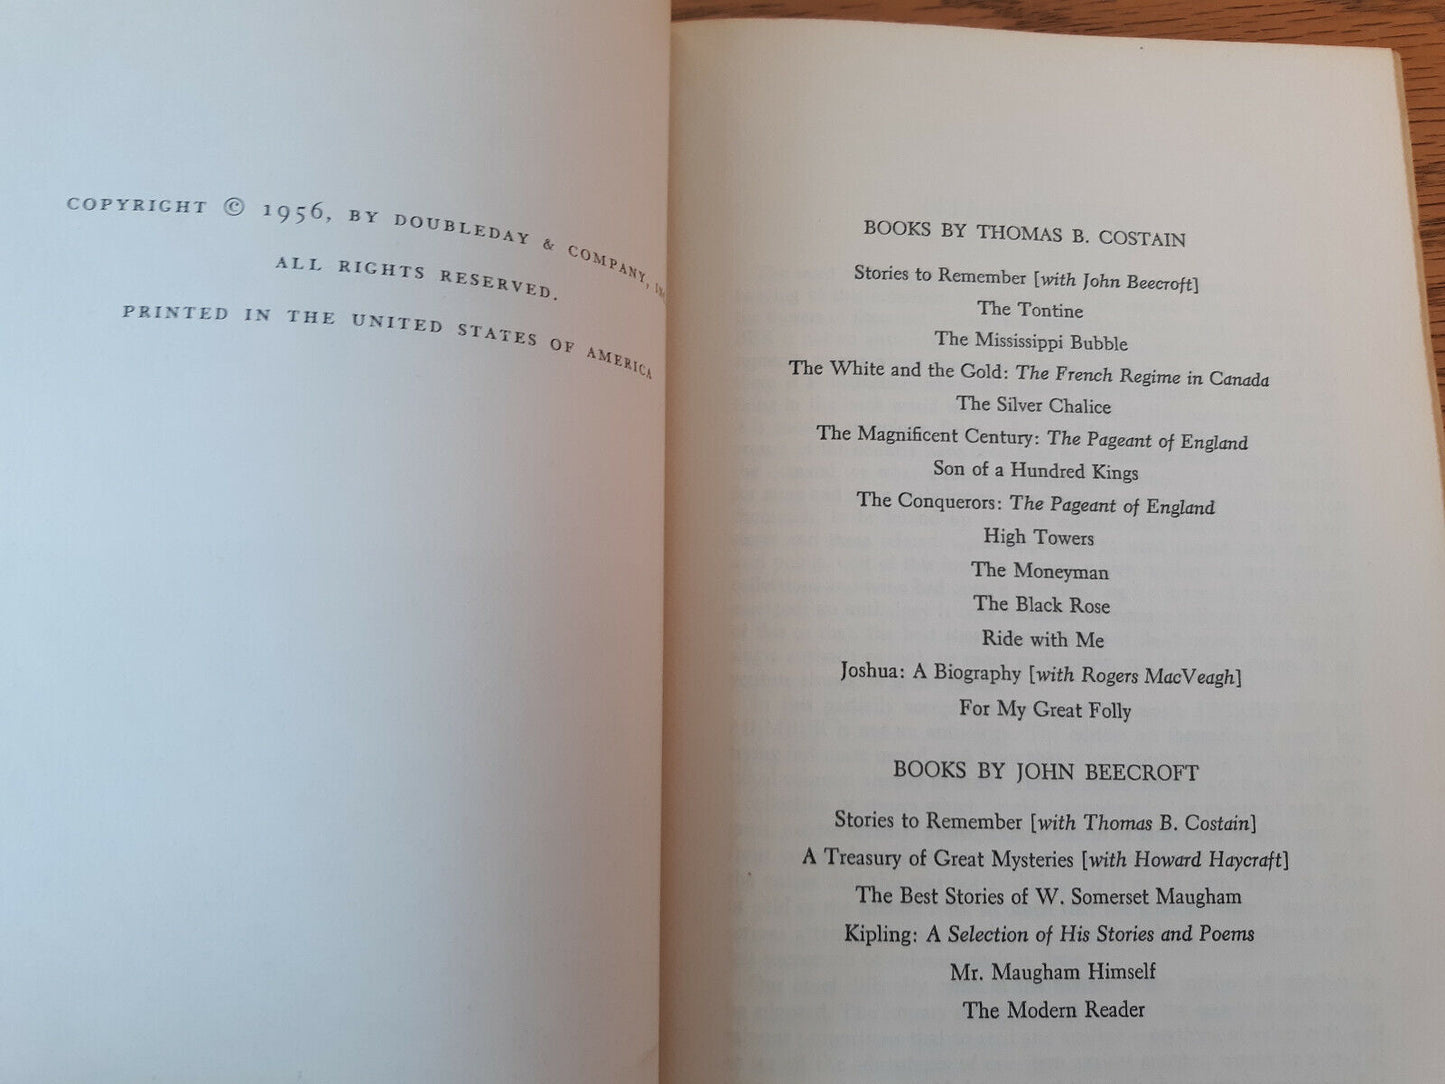 COPYRIGHT © 1956, BY DOUBLEDAY & COMPANY, INC
ALL RIGHTS RESERVED.
PRINTED IN THE UNITED STATES OF AMERICA
BOOKS BY THOMAS B. COSTAIN
Stories to Remember [with John Beecroft]
The Tontine
The Mississippi Bubble
The White and the Gold: The French Regime in Canada
The Silver Chalice
The Magnificent Century: The Pageant of England
Son of a Hundred Kings
The Conquerors: The Pageant of England
High Towers
The Moneyman
The Black Rose
Ride with Me
Joshua: A Biography [with Rogers MacVeagh]
For My Great Folly
BOOKS BY JOHN BEECROFT
Stories to Remember [with Thomas B. Costain]
A Treasury of Great Mysteries [with Howard Haycraft]
The Best Stories of W. Somerset Maugham
Kipling: A Selection of His Stories and Poems
Mr. Maugham Himself
The Modern Reader